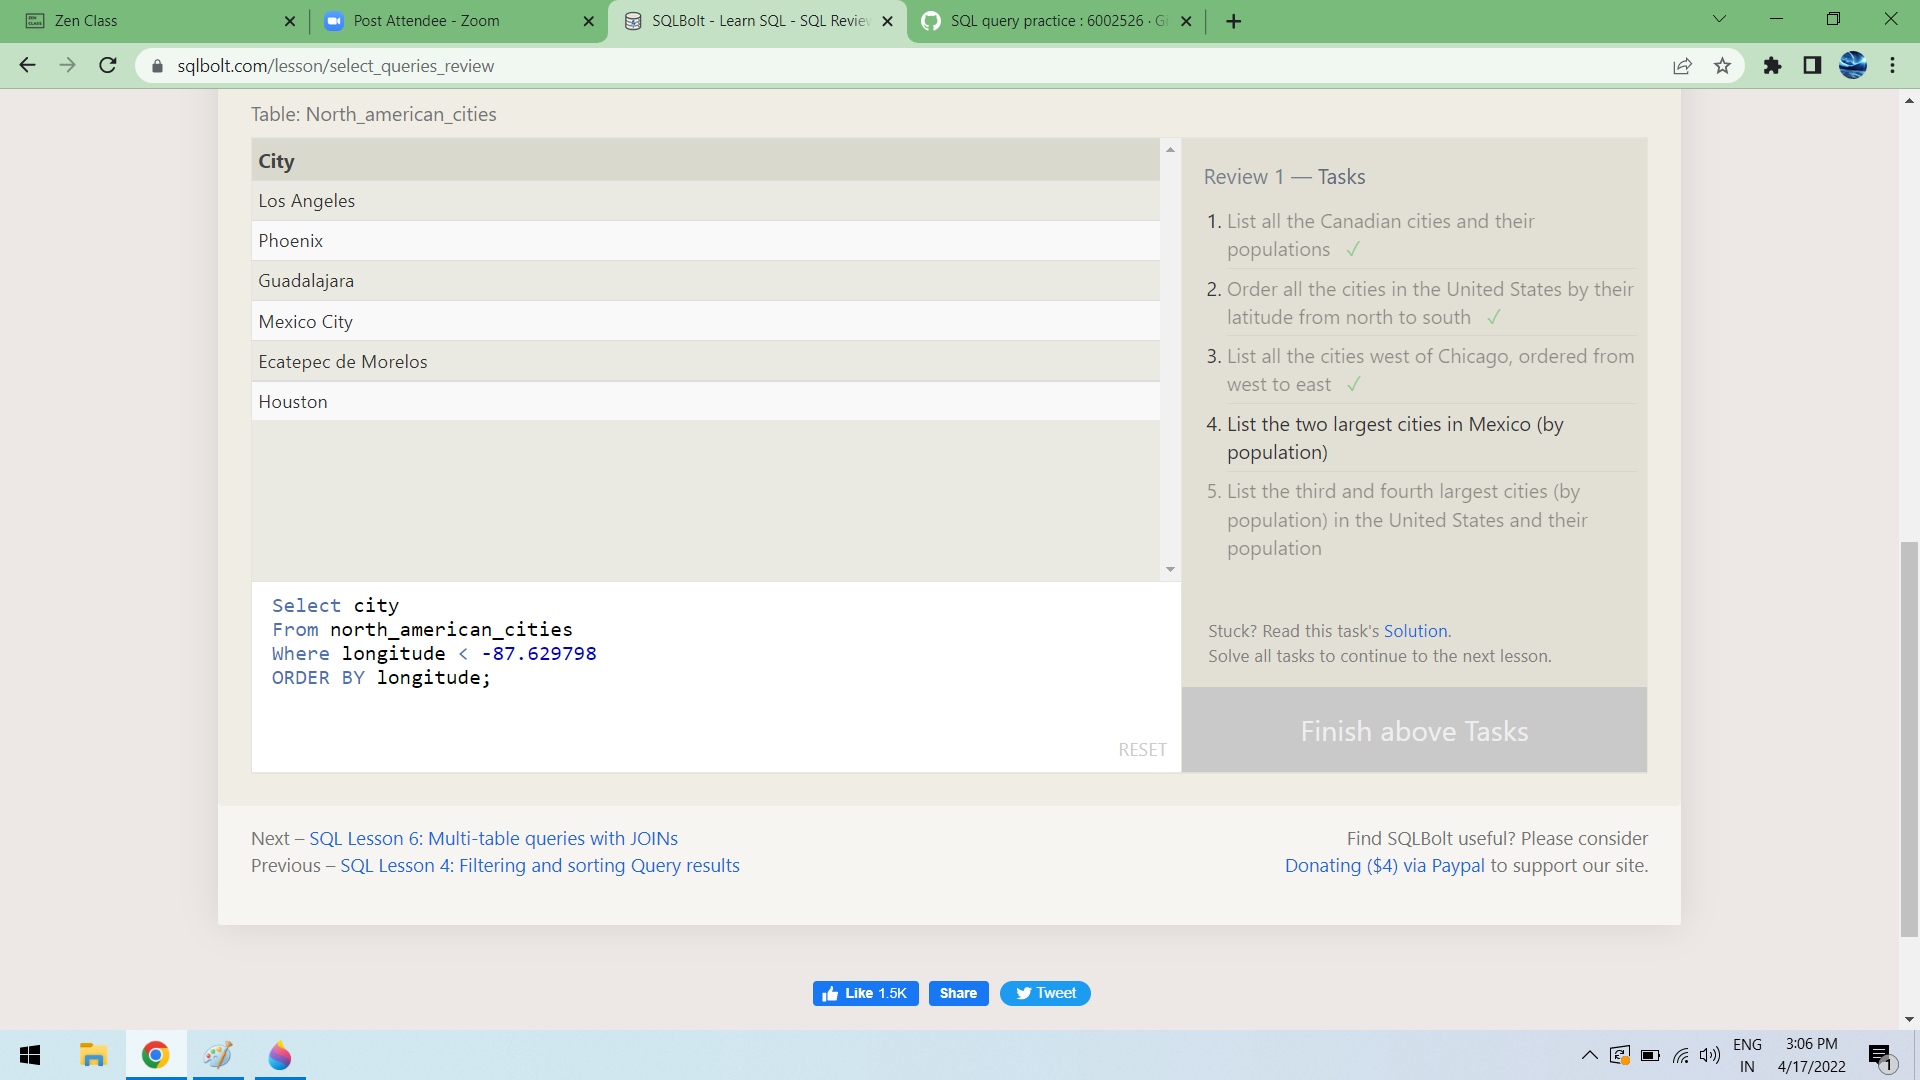 Zen Class
Post Attendee - Zoom
SQLBolt - Learn SQL - SQL Review
SQL query practice : 6002526 · Gi
sqlbolt.com/lesson/select_queries_review
Table: North_american_cities
City
Los Angeles
Phoenix
Guadalajara
Mexico City
Ecatepec de Morelos
Houston
Select city
From north_american_cities
Where longitude < -87.629798
ORDER BY longitude;
RESET
Review 1 — Tasks
1. List all the Canadian cities and their
populations ✓
2. Order all the cities in the United States by their
latitude from north to south ✓
3. List all the cities west of Chicago, ordered from
west to east ✓
4. List the two largest cities in Mexico (by
population)
5. List the third and fourth largest cities (by
population) in the United States and their
population
Stuck? Read this task's Solution.
Solve all tasks to continue to the next lesson.
Finish above Tasks
Next – SQL Lesson 6: Multi-table queries with JOINs
Previous – SQL Lesson 4: Filtering and sorting Query results
Find SQLBolt useful? Please consider
Donating ($4) via Paypal to support our site.
Like 1.5K
Share
Tweet
ENG
IN
3:06 PM
4/17/2022
1